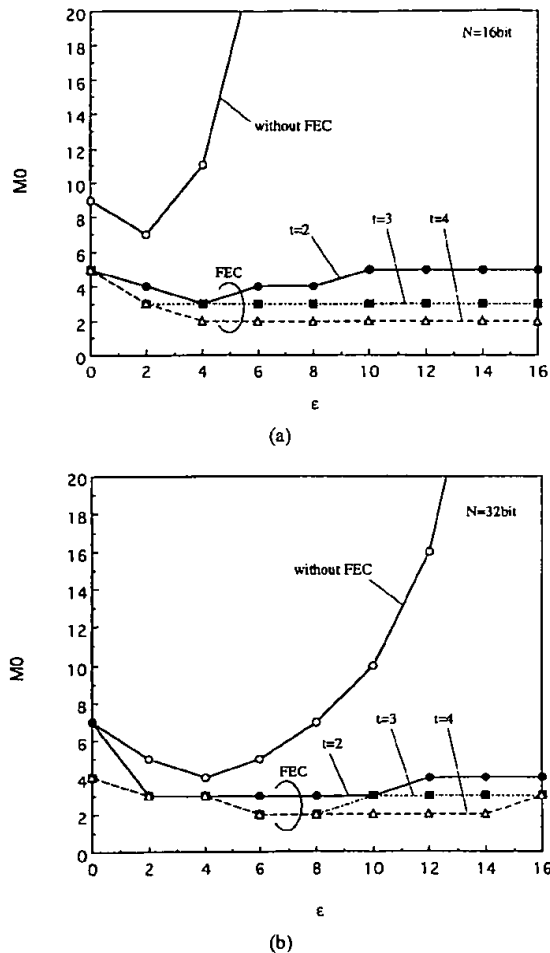 20
N=16bit
18
16
14
without FEC
12
M0
10
8
t=3
t=4
t=2
6
FEC
4
2
0
0 2 4 6 8 10 12 14 16
ε
(a)
20
N=32bit
18
16
without FEC
14
12
M0
10
8
t=3
t=4
t=2
6
FEC
4
2
0
0 2 4 6 8 10 12 14 16
ε
(b)